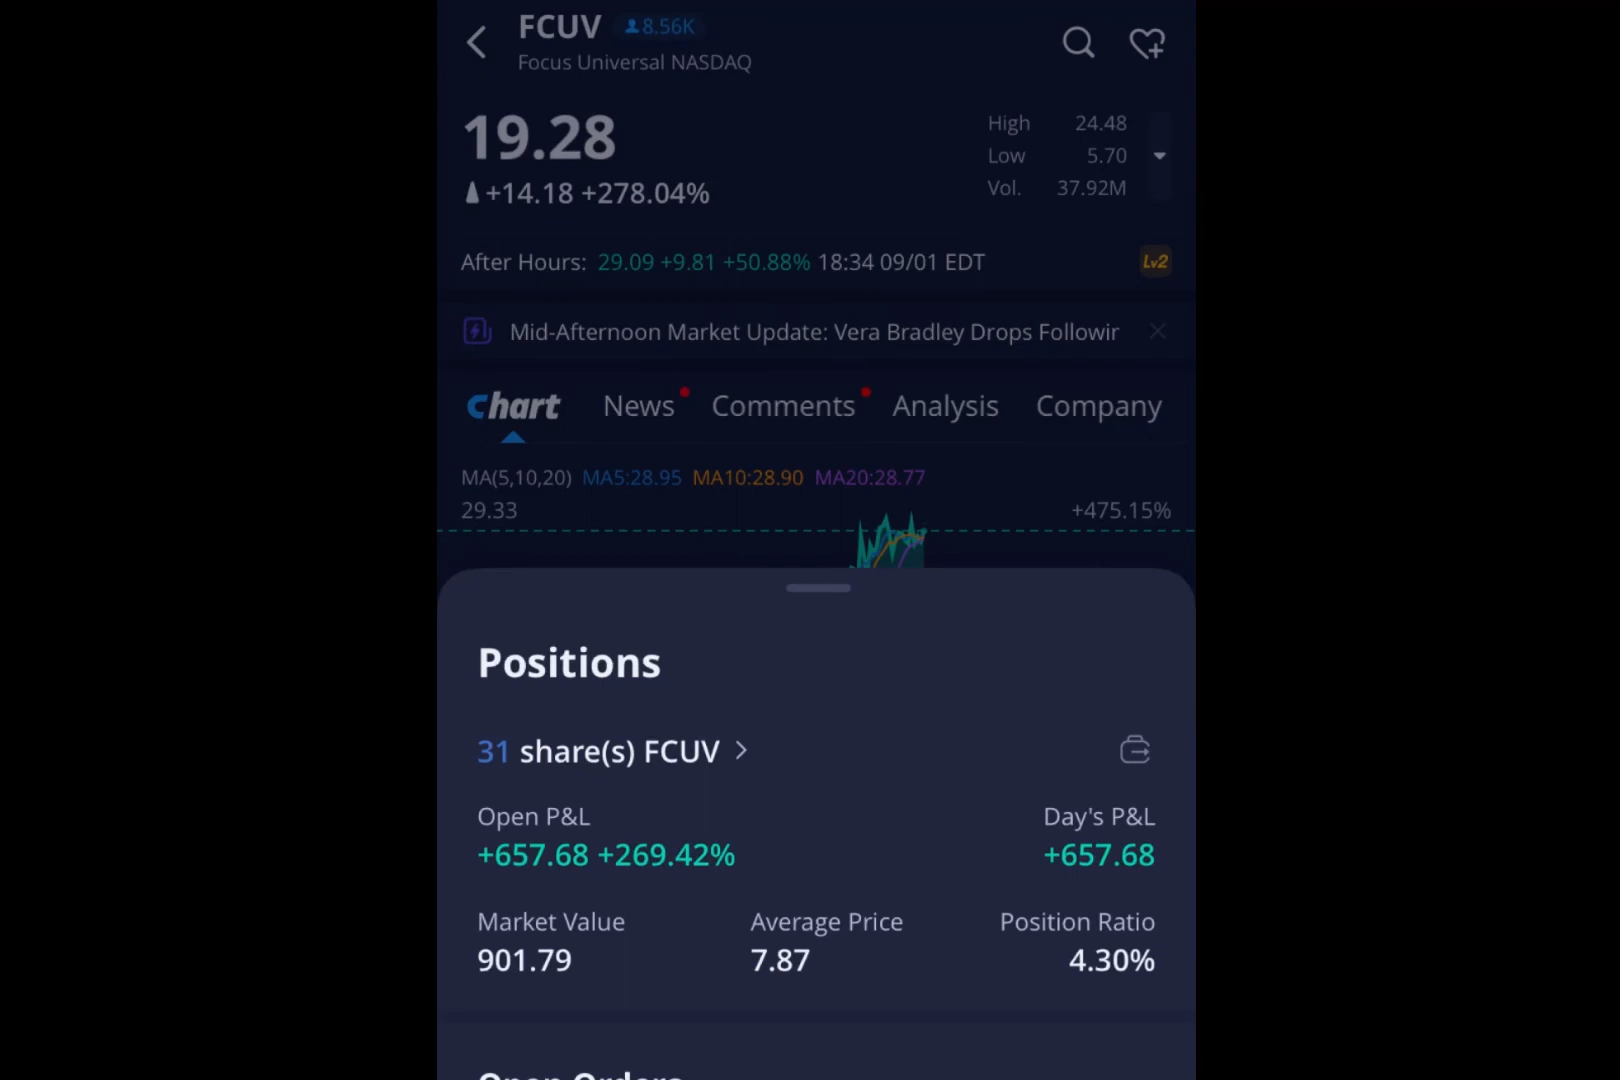 FCUV 8.56K
Focus Universal NASDAQ
19.28
+14.18 +278.04%
High 24.48
Low 5.70
Vol. 37.92M
After Hours: 29.09 +9.81 +50.88% 18:34 09/01 EDT
Lv2
Mid-Afternoon Market Update: Vera Bradley Drops Followir
Chart News Comments Analysis Company
MA(5,10,20) MA5:28.95 MA10:28.90 MA20:28.77
29.33 +475.15%
Positions
31 share(s) FCUV
Open P&L Day's P&L
+657.68 +269.42% +657.68
Market Value Average Price Position Ratio
901.79 7.87 4.30%
Open Orders